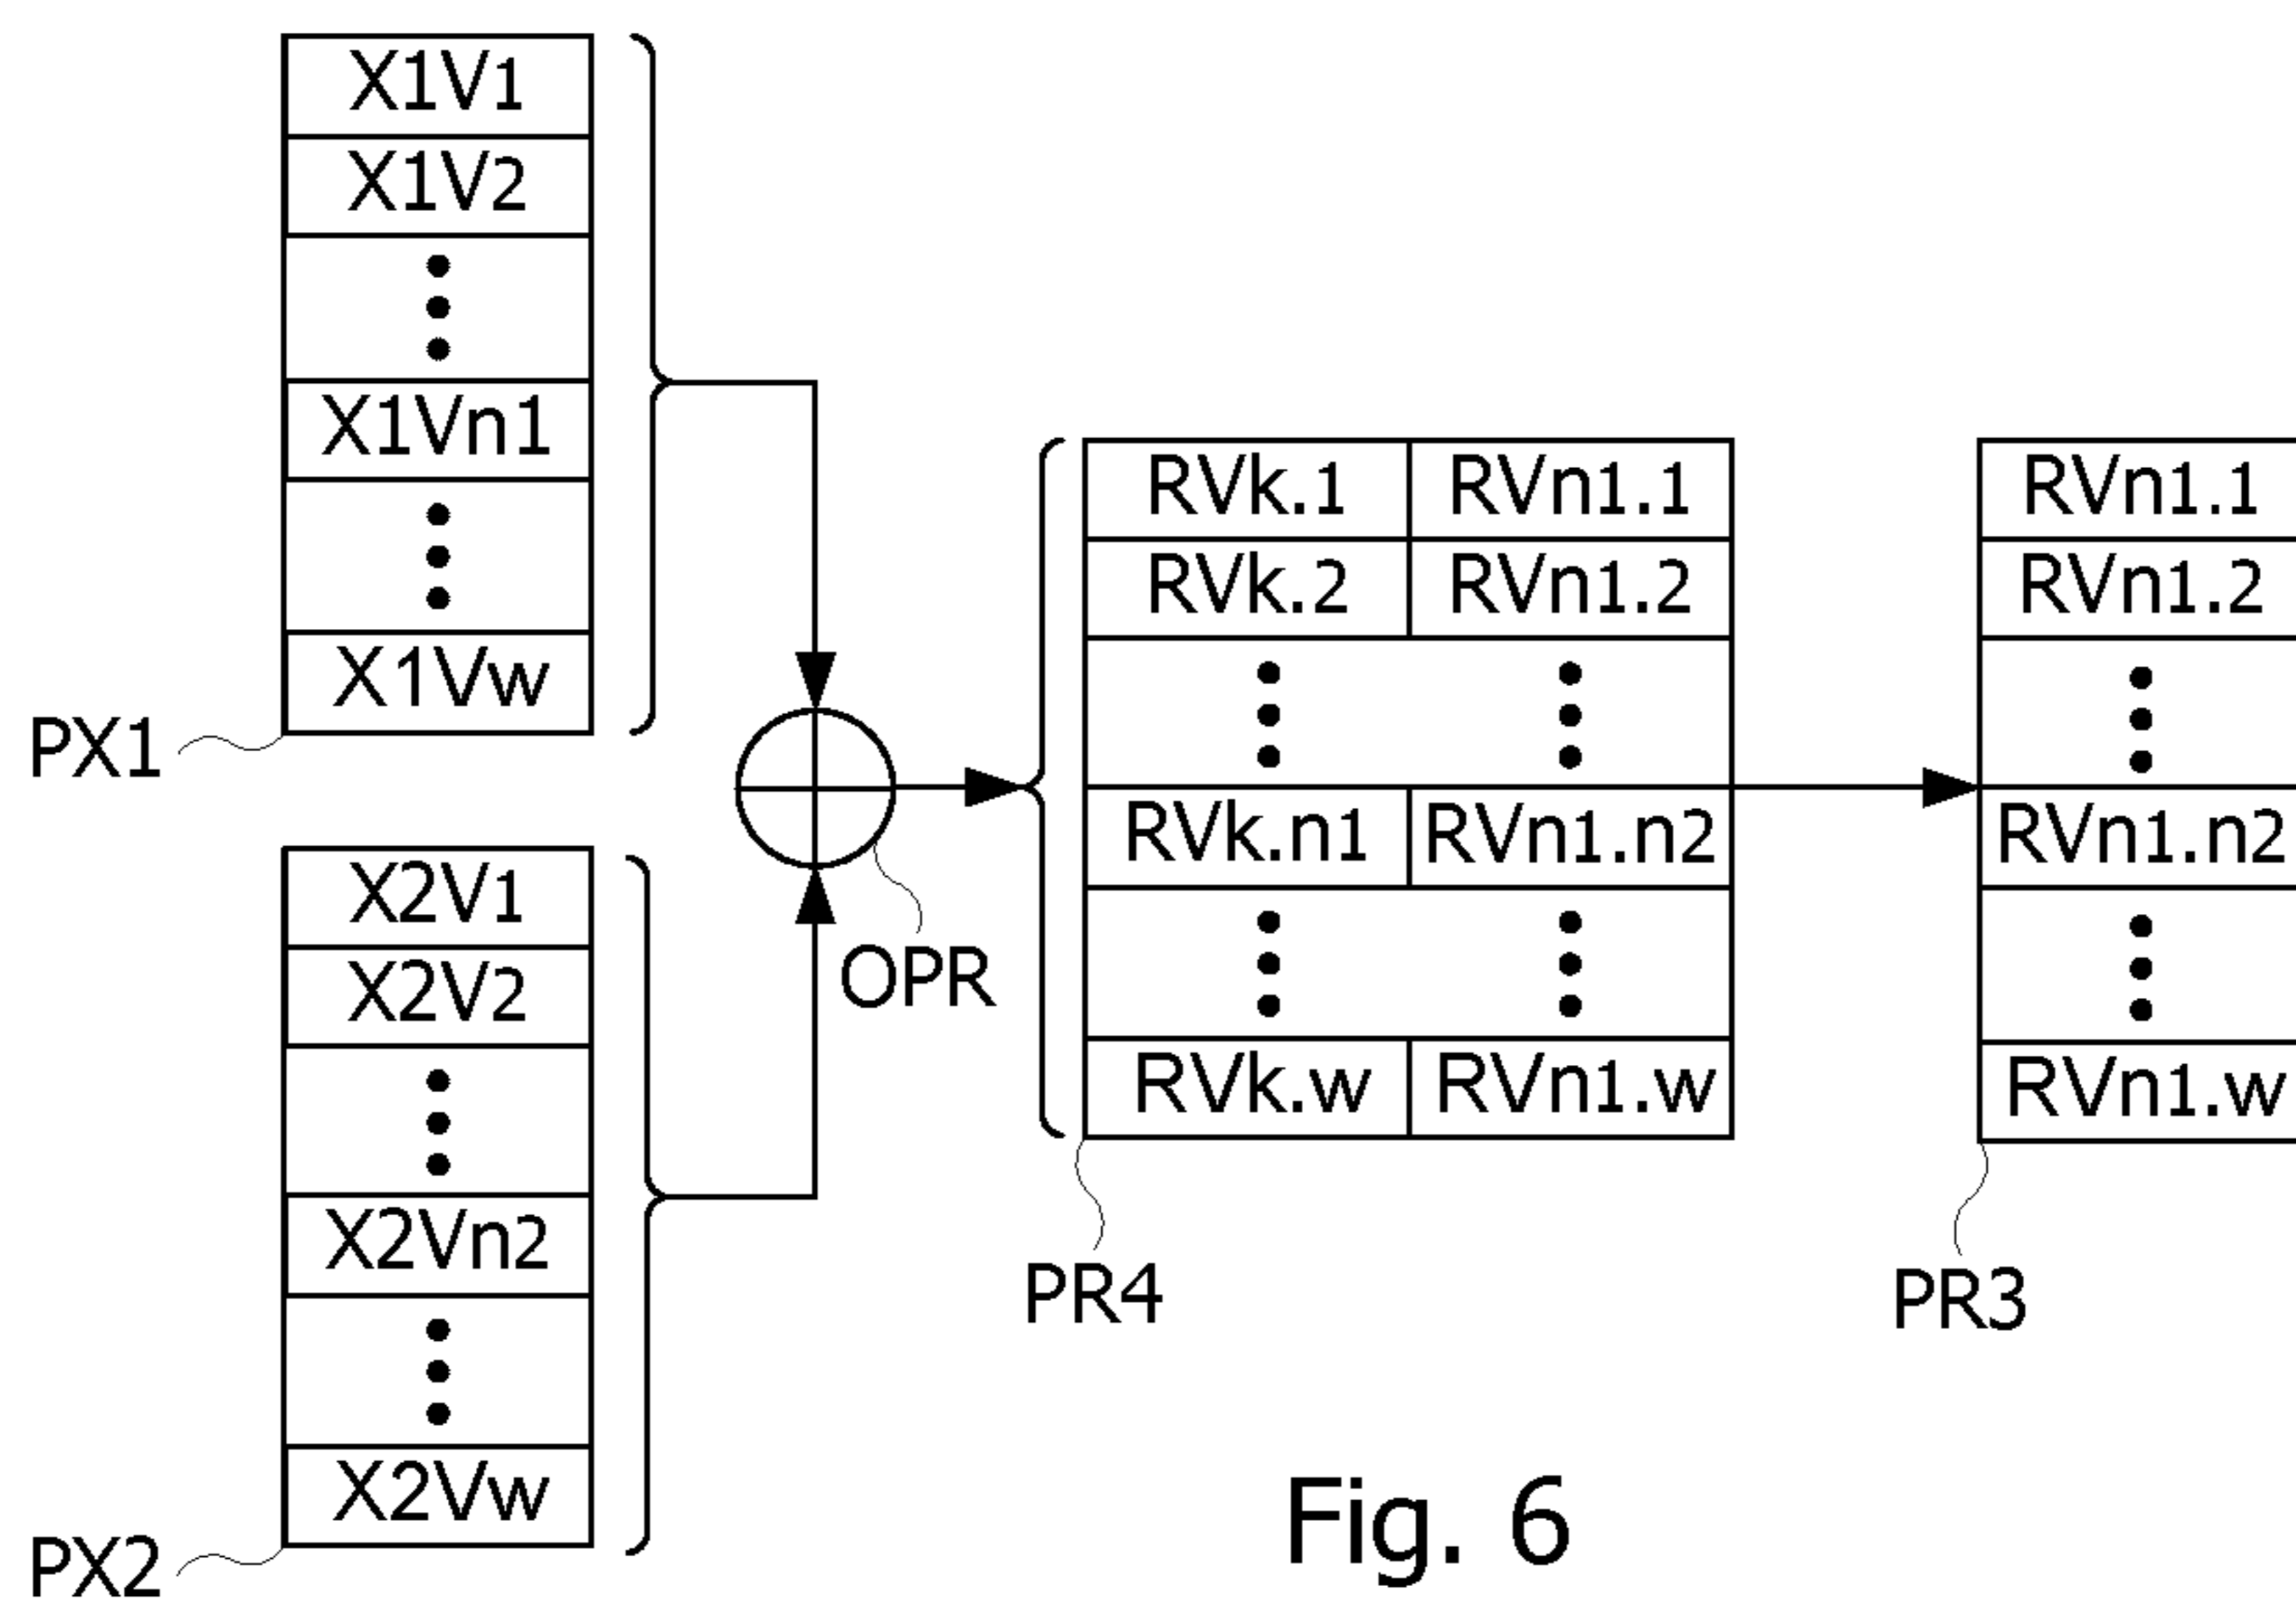 X1V1
X1V2
X1Vn1
X1Vw
PX1
X2V1
X2V2
X2Vn2
X2Vw
PX2
OPR
RVk.1 RVn1.1
RVk.2 RVn1.2
RVk.n1 RVn1.n2
RVk.w RVn1.w
PR4
RVn1.1
RVn1.2
RVn1.n2
RVn1.w
PR3
Fig. 6